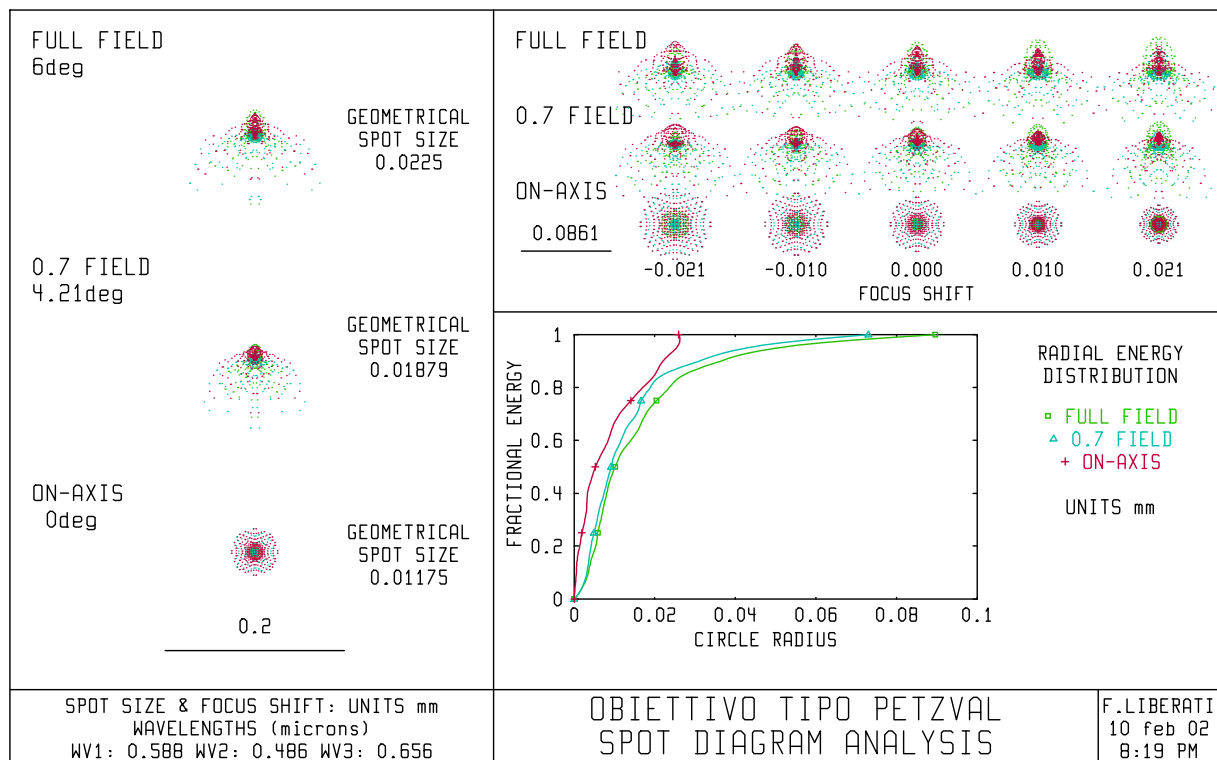 FULL FIELD
6deg
GEOMETRICAL
SPOT SIZE
0.0225
0.7 FIELD
4.21deg
GEOMETRICAL
SPOT SIZE
0.01879
ON-AXIS
0deg
GEOMETRICAL
SPOT SIZE
0.01175
0.2
FULL FIELD
0.7 FIELD
ON-AXIS
0.0861
-0.021 -0.010 0.000 0.010 0.021
FOCUS SHIFT
1
0.8
0.6
0.4
0.2
0
FRACTIONAL ENERGY
0 0.02 0.04 0.06 0.08 0.1
CIRCLE RADIUS
RADIAL ENERGY
DISTRIBUTION
FULL FIELD
0.7 FIELD
ON-AXIS
UNITS mm
SPOT SIZE & FOCUS SHIFT: UNITS mm
WAVELENGTHS (microns)
WV1: 0.588 WV2: 0.486 WV3: 0.656
OBIETTIVO TIPO PETZVAL
SPOT DIAGRAM ANALYSIS
F.LIBERATI
10 feb 02
8:19 PM